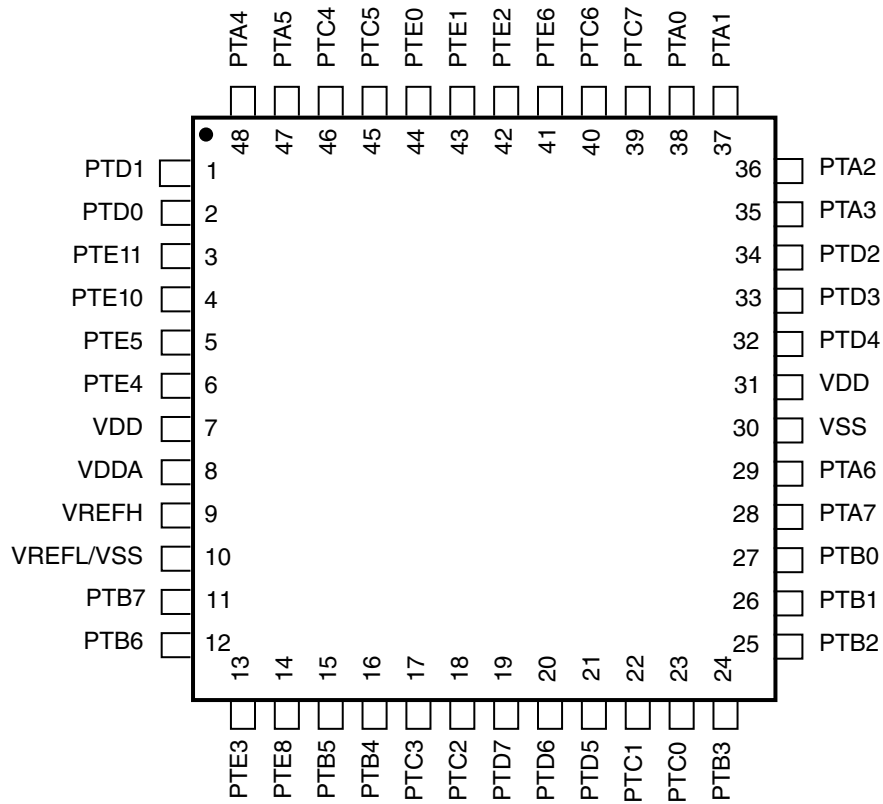 PTA4 PTA5 PTC4 PTC5 PTE0 PTE1 PTE2 PTE6 PTC6 PTC7 PTA0 PTA1
48 47 46 45 44 43 42 41 40 39 38 37
PTD1 1 36 PTA2
PTD0 2 35 PTA3
PTE11 3 34 PTD2
PTE10 4 33 PTD3
PTE5 5 32 PTD4
PTE4 6 31 VDD
VDD 7 30 VSS
VDDA 8 29 PTA6
VREFH 9 28 PTA7
VREFL/VSS 10 27 PTB0
PTB7 11 26 PTB1
PTB6 12 25 PTB2
13 14 15 16 17 18 19 20 21 22 23 24
PTE3 PTE8 PTB5 PTB4 PTC3 PTC2 PTD7 PTD6 PTD5 PTC1 PTC0 PTB3